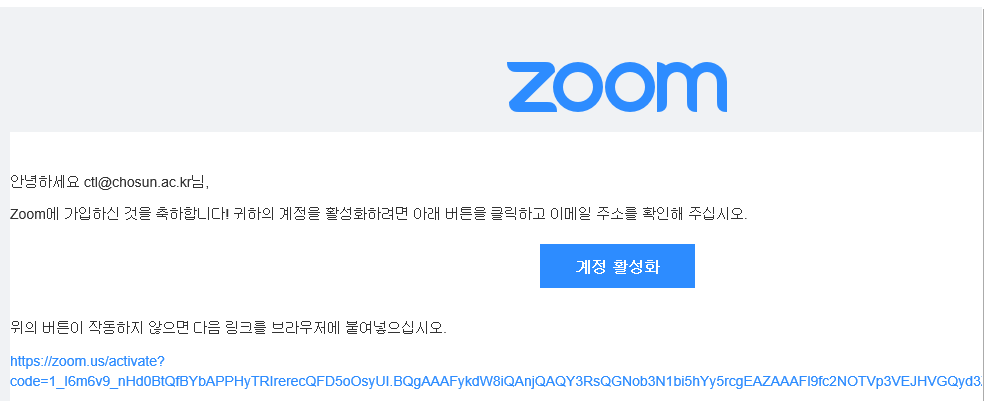 zoom
안녕하세요 ctl@chosun.ac.kr님,
Zoom에 가입하신 것을 축하합니다! 귀하의 계정을 활성화하려면 아래 버튼을 클릭하고 이메일 주소를 확인해 주십시오.
계정 활성화
위의 버튼이 작동하지 않으면 다음 링크를 브라우저에 붙여넣으십시오.
https://zoom.us/activate?